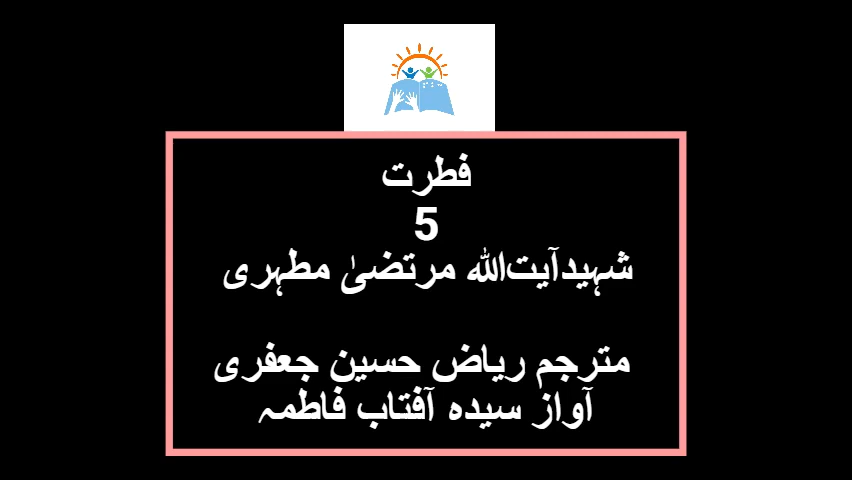 فطرت
5
شہیدآیت‌اللہ مرتضیٰ مطہری
مترجم ریاض حسین جعفری
آواز سیدہ آفتاب فاطمہ